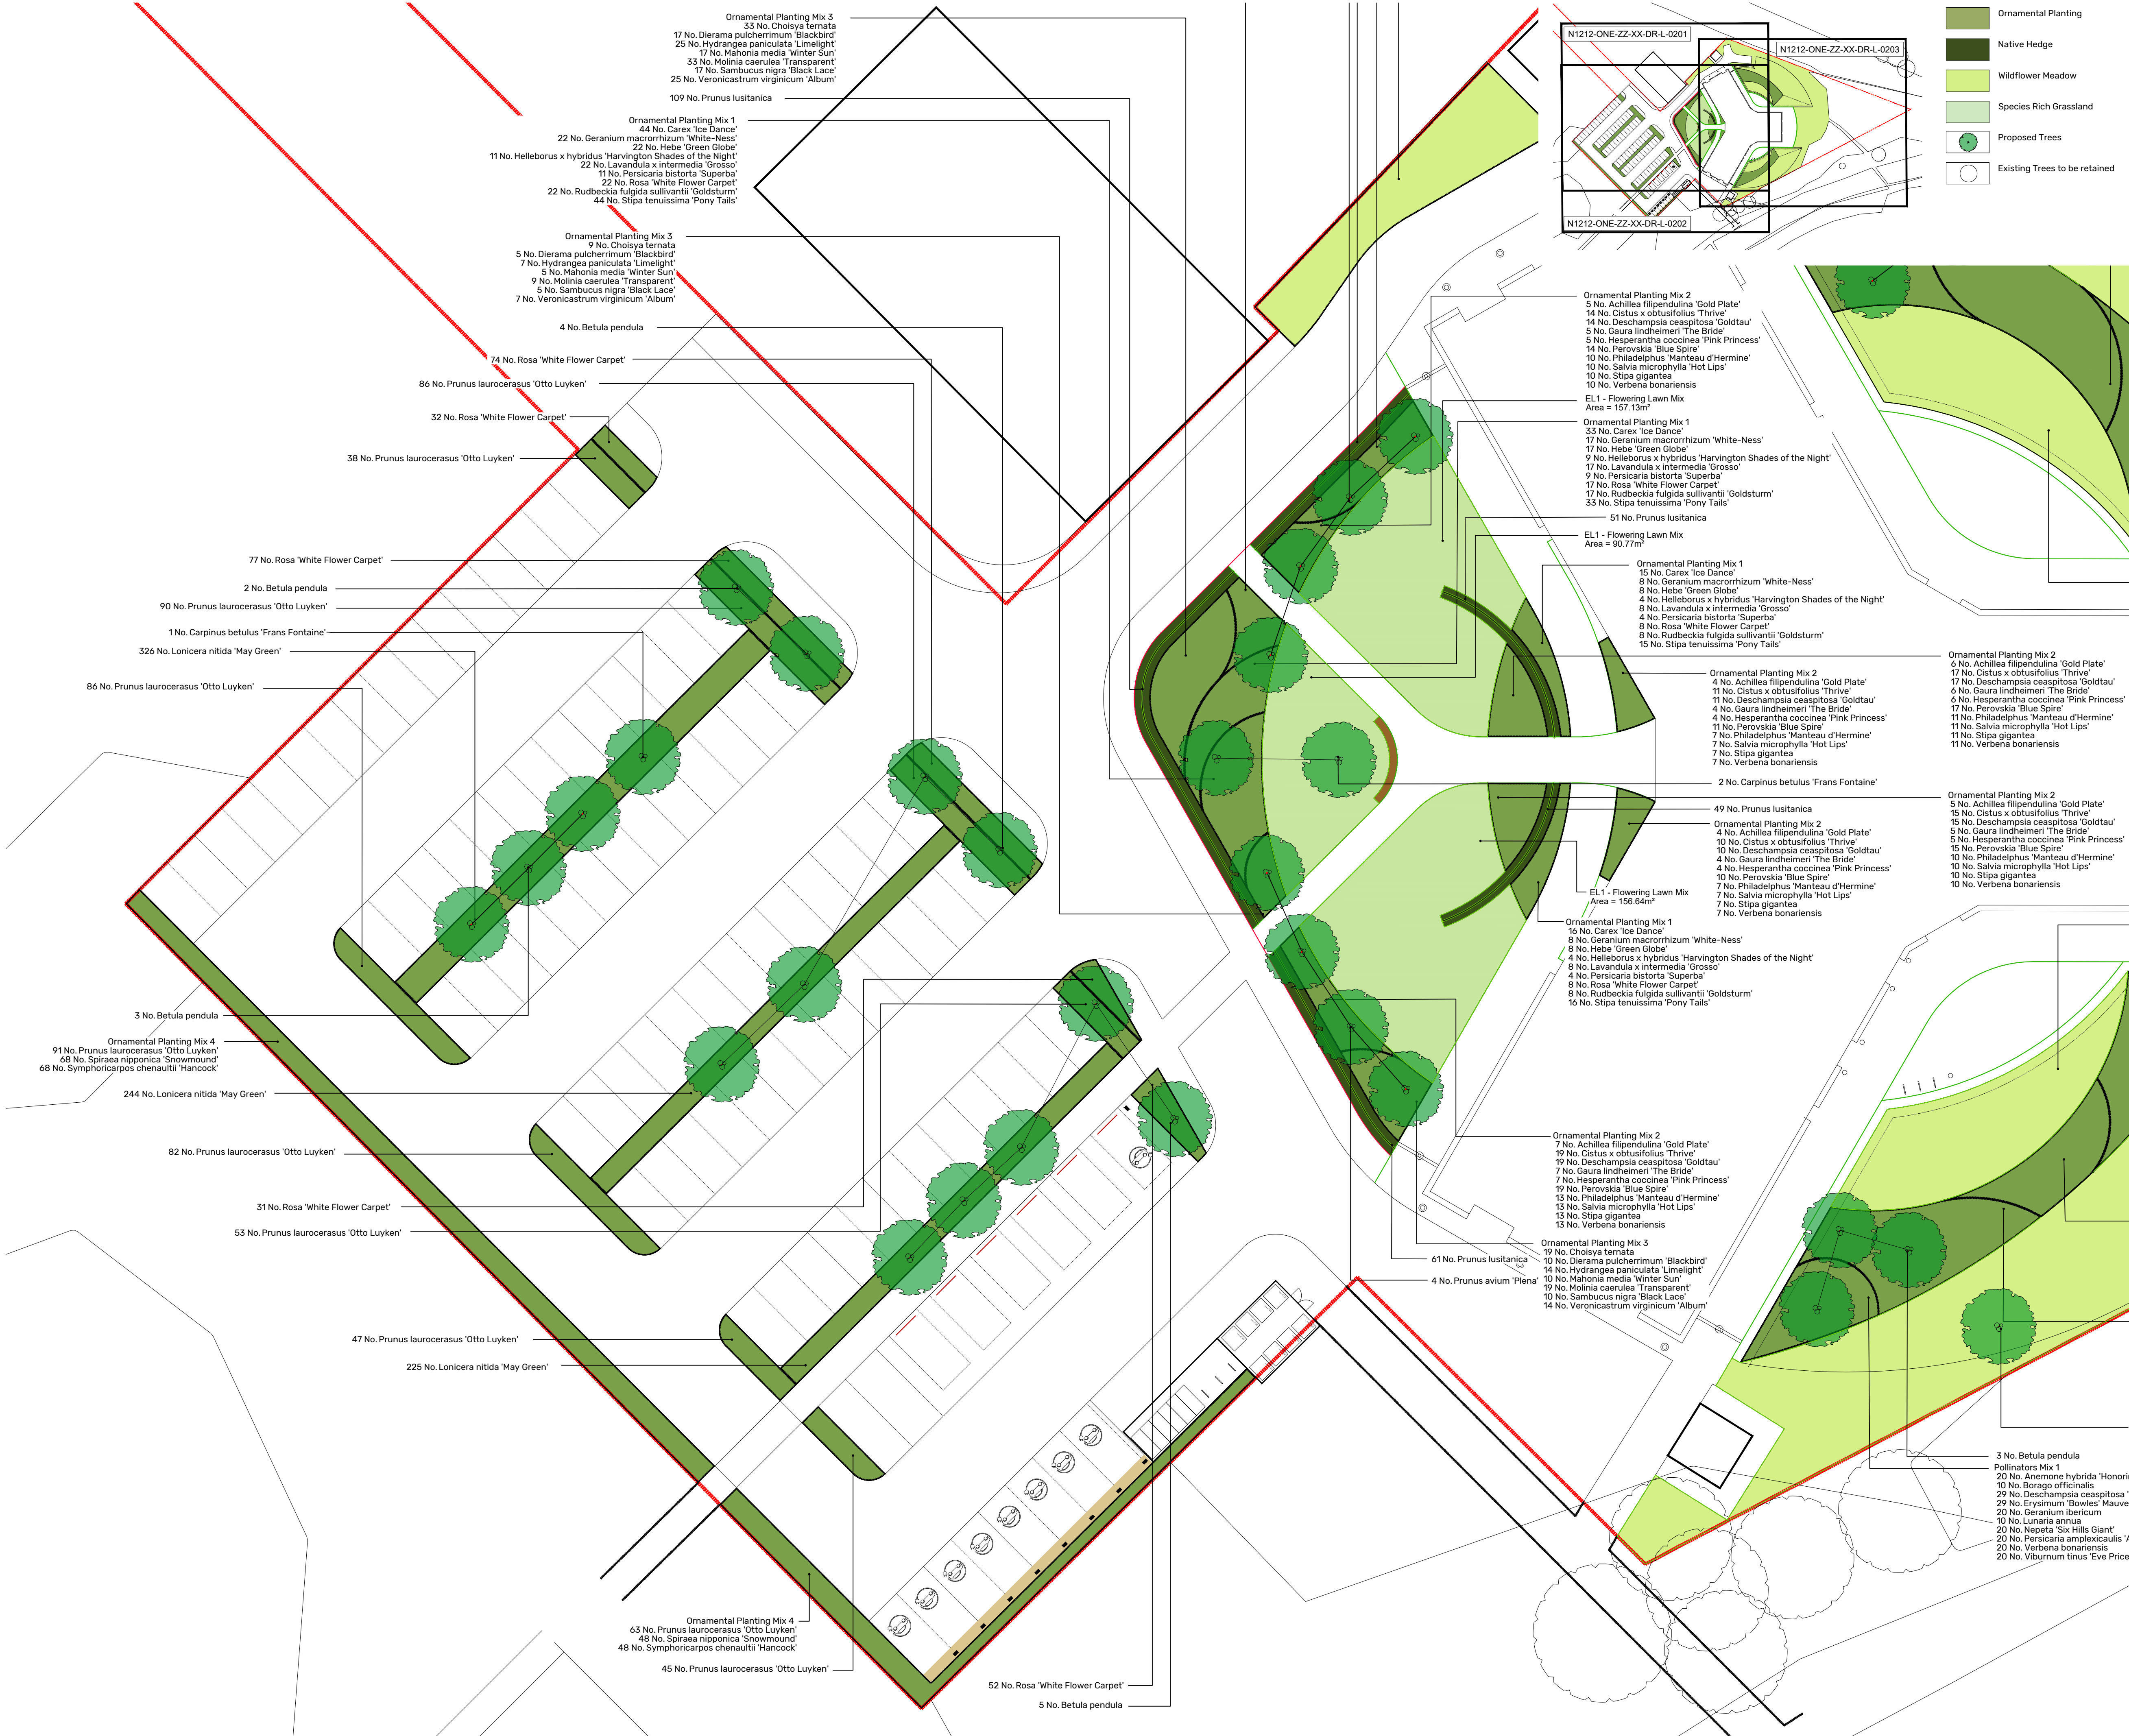 Ornamental Planting Mix 3
33 No. Choisya ternata
17 No. Dierama pulcherrimum 'Blackbird'
25 No. Hydrangea paniculata 'Limelight'
17 No. Mahonia media 'Winter Sun'
33 No. Molinia caerulea 'Transparent'
17 No. Sambucus nigra 'Black Lace'
25 No. Veronicastrum virginicum 'Album'
109 No. Prunus lusitanica
Ornamental Planting Mix 1
44 No. Carex 'Ice Dance'
22 No. Geranium macrorrhizum 'White-Ness'
22 No. Hebe 'Green Globe'
11 No. Helleborus x hybridus 'Harvington Shades of the Night'
22 No. Lavandula x intermedia 'Grosso'
11 No. Persicaria bistorta 'Superba'
22 No. Rosa 'White Flower Carpet'
22 No. Rudbeckia fulgida sullivantii 'Goldsturm'
44 No. Stipa tenuissima 'Pony Tails'
Ornamental Planting Mix 3
9 No. Choisya ternata
5 No. Dierama pulcherrimum 'Blackbird'
7 No. Hydrangea paniculata 'Limelight'
5 No. Mahonia media 'Winter Sun'
9 No. Molinia caerulea 'Transparent'
5 No. Sambucus nigra 'Black Lace'
7 No. Veronicastrum virginicum 'Album'
4 No. Betula pendula
74 No. Rosa 'White Flower Carpet'
86 No. Prunus laurocerasus 'Otto Luyken'
32 No. Rosa 'White Flower Carpet'
38 No. Prunus laurocerasus 'Otto Luyken'
77 No. Rosa 'White Flower Carpet'
2 No. Betula pendula
90 No. Prunus laurocerasus 'Otto Luyken'
1 No. Carpinus betulus 'Frans Fontaine'
326 No. Lonicera nitida 'May Green'
86 No. Prunus laurocerasus 'Otto Luyken'
3 No. Betula pendula
Ornamental Planting Mix 4
91 No. Prunus laurocerasus 'Otto Luyken'
68 No. Spiraea nipponica 'Snowmound'
68 No. Symphoricarpos chenaultii 'Hancock'
244 No. Lonicera nitida 'May Green'
82 No. Prunus laurocerasus 'Otto Luyken'
31 No. Rosa 'White Flower Carpet'
53 No. Prunus laurocerasus 'Otto Luyken'
47 No. Prunus laurocerasus 'Otto Luyken'
225 No. Lonicera nitida 'May Green'
Ornamental Planting Mix 4
63 No. Prunus laurocerasus 'Otto Luyken'
48 No. Spiraea nipponica 'Snowmound'
48 No. Symphoricarpos chenaultii 'Hancock'
45 No. Prunus laurocerasus 'Otto Luyken'
52 No. Rosa 'White Flower Carpet'
5 No. Betula pendula
N1212-ONE-ZZ-XX-DR-L-0201
N1212-ONE-ZZ-XX-DR-L-0203
N1212-ONE-ZZ-XX-DR-L-0202
Ornamental Planting
Native Hedge
Wildflower Meadow
Species Rich Grassland
Proposed Trees
Existing Trees to be retained
Ornamental Planting Mix 2
5 No. Achillea filipendulina 'Gold Plate'
14 No. Cistus x obtusifolius 'Thrive'
14 No. Deschampsia ceaspitosa 'Goldtau'
5 No. Gaura lindheimeri 'The Bride'
5 No. Hesperantha coccinea 'Pink Princess'
14 No. Perovskia 'Blue Spire'
10 No. Philadelphus 'Manteau d'Hermine'
10 No. Salvia microphylla 'Hot Lips'
10 No. Stipa gigantea
10 No. Verbena bonariensis
EL1 - Flowering Lawn Mix
Area = 157.13m²
Ornamental Planting Mix 1
33 No. Carex 'Ice Dance'
17 No. Geranium macrorrhizum 'White-Ness'
17 No. Hebe 'Green Globe'
9 No. Helleborus x hybridus 'Harvington Shades of the Night'
17 No. Lavandula x intermedia 'Grosso'
9 No. Persicaria bistorta 'Superba'
17 No. Rosa 'White Flower Carpet'
17 No. Rudbeckia fulgida sullivantii 'Goldsturm'
33 No. Stipa tenuissima 'Pony Tails'
51 No. Prunus lusitanica
EL1 - Flowering Lawn Mix
Area = 90.77m²
Ornamental Planting Mix 1
15 No. Carex 'Ice Dance'
8 No. Geranium macrorrhizum 'White-Ness'
8 No. Hebe 'Green Globe'
4 No. Helleborus x hybridus 'Harvington Shades of the Night'
8 No. Lavandula x intermedia 'Grosso'
4 No. Persicaria bistorta 'Superba'
8 No. Rosa 'White Flower Carpet'
8 No. Rudbeckia fulgida sullivantii 'Goldsturm'
15 No. Stipa tenuissima 'Pony Tails'
Ornamental Planting Mix 2
6 No. Achillea filipendulina 'Gold Plate'
17 No. Cistus x obtusifolius 'Thrive'
17 No. Deschampsia ceaspitosa 'Goldtau'
6 No. Gaura lindheimeri 'The Bride'
6 No. Hesperantha coccinea 'Pink Princess'
17 No. Perovskia 'Blue Spire'
11 No. Philadelphus 'Manteau d'Hermine'
11 No. Salvia microphylla 'Hot Lips'
11 No. Stipa gigantea
11 No. Verbena bonariensis
Ornamental Planting Mix 2
4 No. Achillea filipendulina 'Gold Plate'
11 No. Cistus x obtusifolius 'Thrive'
11 No. Deschampsia ceaspitosa 'Goldtau'
4 No. Gaura lindheimeri 'The Bride'
4 No. Hesperantha coccinea 'Pink Princess'
11 No. Perovskia 'Blue Spire'
7 No. Philadelphus 'Manteau d'Hermine'
7 No. Salvia microphylla 'Hot Lips'
7 No. Stipa gigantea
7 No. Verbena bonariensis
2 No. Carpinus betulus 'Frans Fontaine'
Ornamental Planting Mix 2
5 No. Achillea filipendulina 'Gold Plate'
15 No. Cistus x obtusifolius 'Thrive'
15 No. Deschampsia ceaspitosa 'Goldtau'
5 No. Gaura lindheimeri 'The Bride'
5 No. Hesperantha coccinea 'Pink Princess'
15 No. Perovskia 'Blue Spire'
10 No. Philadelphus 'Manteau d'Hermine'
10 No. Salvia microphylla 'Hot Lips'
10 No. Stipa gigantea
10 No. Verbena bonariensis
49 No. Prunus lusitanica
Ornamental Planting Mix 2
4 No. Achillea filipendulina 'Gold Plate'
10 No. Cistus x obtusifolius 'Thrive'
10 No. Deschampsia ceaspitosa 'Goldtau'
4 No. Gaura lindheimeri 'The Bride'
4 No. Hesperantha coccinea 'Pink Princess'
10 No. Perovskia 'Blue Spire'
7 No. Philadelphus 'Manteau d'Hermine'
7 No. Salvia microphylla 'Hot Lips'
7 No. Stipa gigantea
7 No. Verbena bonariensis
EL1 - Flowering Lawn Mix
Area = 156.64m²
Ornamental Planting Mix 1
16 No. Carex 'Ice Dance'
8 No. Geranium macrorrhizum 'White-Ness'
8 No. Hebe 'Green Globe'
4 No. Helleborus x hybridus 'Harvington Shades of the Night'
8 No. Lavandula x intermedia 'Grosso'
4 No. Persicaria bistorta 'Superba'
8 No. Rosa 'White Flower Carpet'
8 No. Rudbeckia fulgida sullivantii 'Goldsturm'
16 No. Stipa tenuissima 'Pony Tails'
Ornamental Planting Mix 2
7 No. Achillea filipendulina 'Gold Plate'
19 No. Cistus x obtusifolius 'Thrive'
19 No. Deschampsia ceaspitosa 'Goldtau'
7 No. Gaura lindheimeri 'The Bride'
7 No. Hesperantha coccinea 'Pink Princess'
19 No. Perovskia 'Blue Spire'
13 No. Philadelphus 'Manteau d'Hermine'
13 No. Salvia microphylla 'Hot Lips'
13 No. Stipa gigantea
13 No. Verbena bonariensis
Ornamental Planting Mix 3
19 No. Choisya ternata
10 No. Dierama pulcherrimum 'Blackbird'
14 No. Hydrangea paniculata 'Limelight'
10 No. Mahonia media 'Winter Sun'
19 No. Molinia caerulea 'Transparent'
10 No. Sambucus nigra 'Black Lace'
14 No. Veronicastrum virginicum 'Album'
61 No. Prunus lusitanica
4 No. Prunus avium 'Plena'
3 No. Betula pendula
Pollinators Mix 1
20 No. Anemone hybrida
10 No. Borago officinalis
29 No. Deschampsia ceaspitosa
29 No. Erysimum 'Bowles' Mauve
20 No. Geranium ibericum
10 No. Lunaria annua
20 No. Nepeta 'Six Hills Giant'
20 No. Persicaria amplexicaulis
20 No. Verbena bonariensis
20 No. Viburnum tinus 'Eve Price